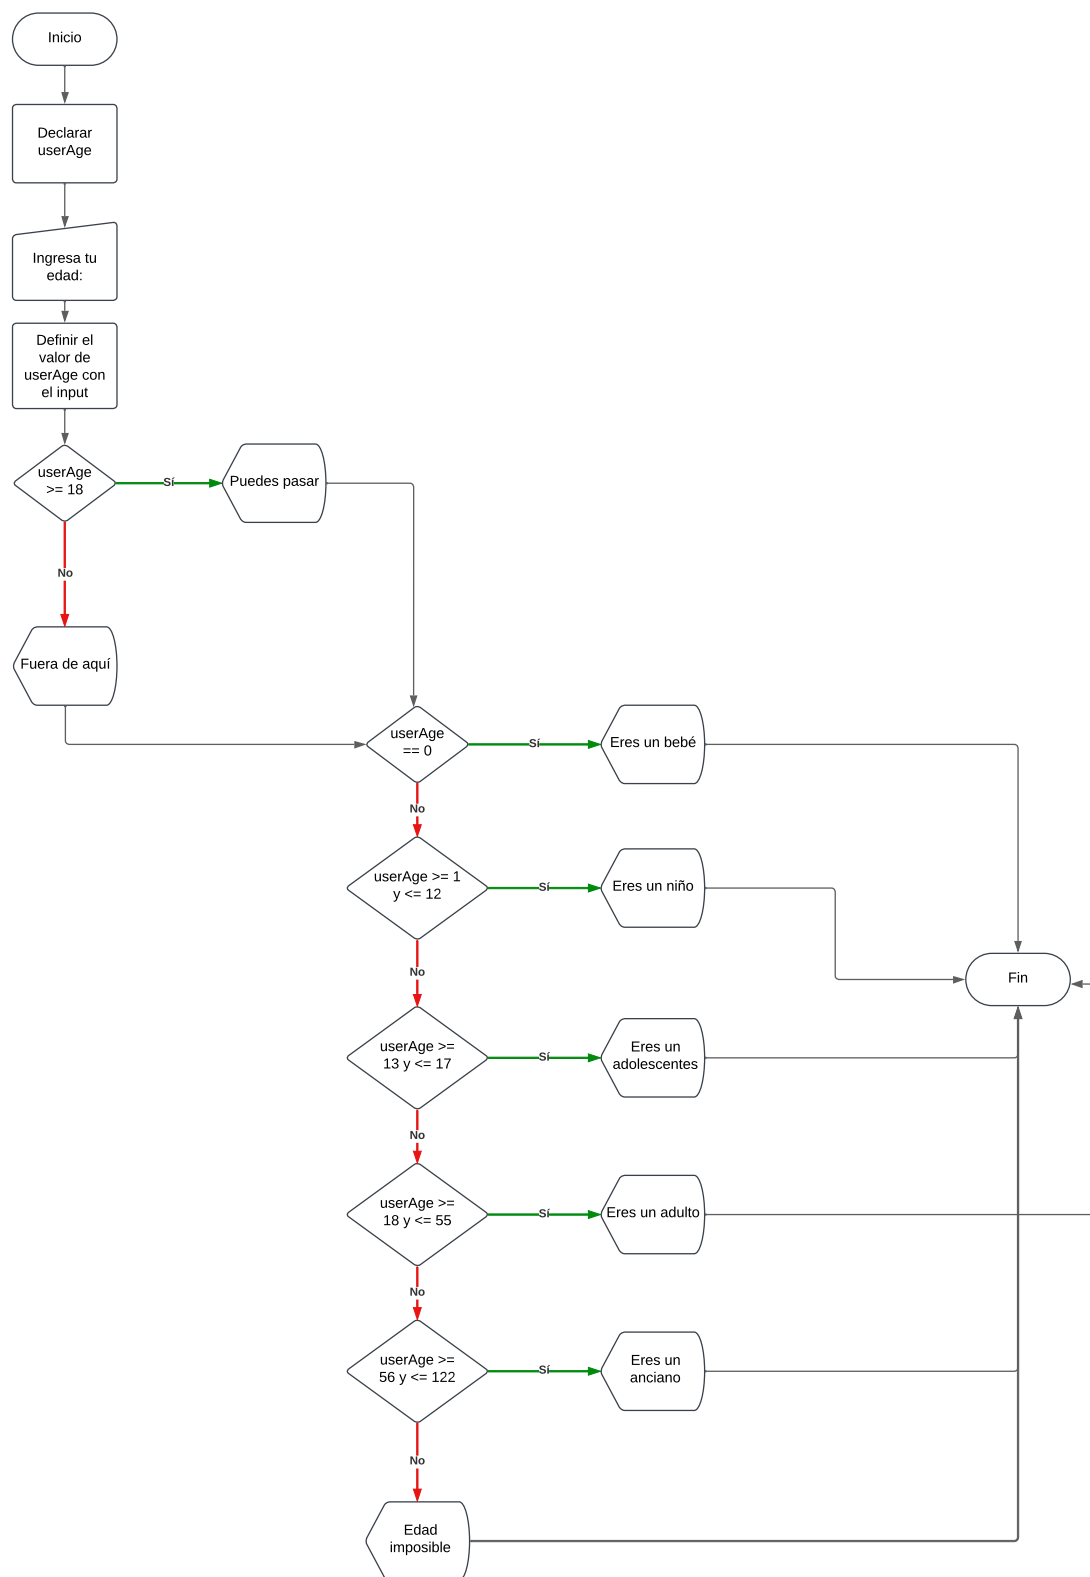 Inicio
Declarar
userAge
Ingresa tu
edad:
Definir el
valor de
userAge con
el input
userAge
>= 18
Sí
Puedes pasar
No
Fuera de aquí
userAge
== 0
Sí
Eres un bebé
No
userAge >= 1
y <= 12
Sí
Eres un niño
No
Fin
userAge >=
13 y <= 17
Sí
Eres un
adolescentes
No
userAge >=
18 y <= 55
Sí
Eres un adulto
No
userAge >=
56 y <= 122
Sí
Eres un
anciano
No
Edad
imposible